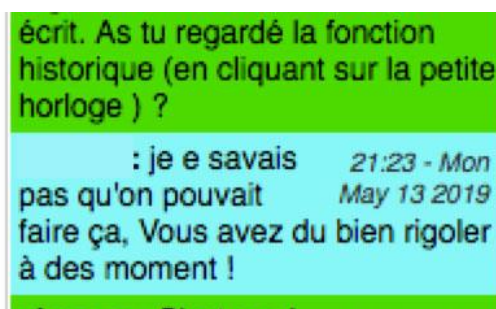 écrit. As tu regardé la fonction
historique (en cliquant sur la petite
horloge ) ?
: je e savais 21:23 - Mon
pas qu'on pouvait May 13 2019
faire ça, Vous avez du bien rigoler
à des moment !